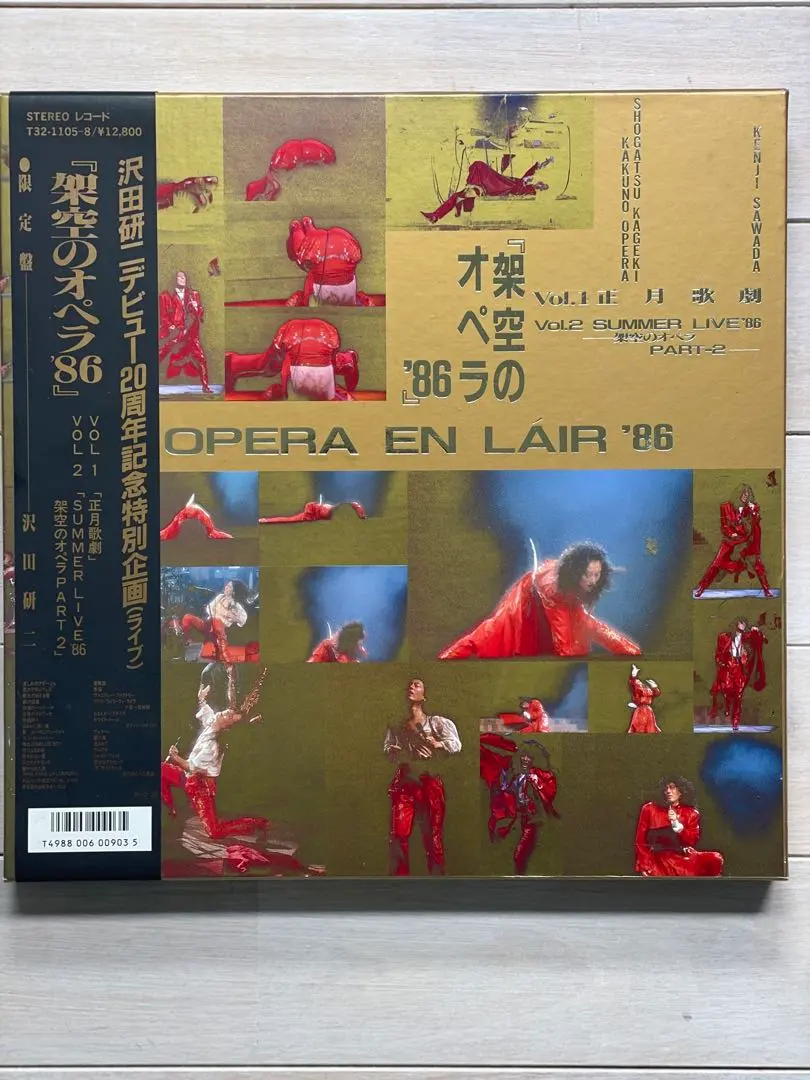 STEREO レコード
T32-1105-8/¥12,800
沢田研二デビュー20周年記念特別企画(ライブ)
『架空のオペラ'86』
VOL 1 「正月歌劇」
VOL 2 「SUMMER LIVE '86
架空のオペラPART 2」
●限定盤
沢田研二
T4988 006 00903 5
KENJI SAWADA
SHOGATSU KAGEKI
KAKUNO OPERA
『架空の
オペラ
'86』
Vol.1 正月歌劇
Vol.2 SUMMER LIVE '86
架空のオペラ
PART-2
OPERA EN LÁIR '86